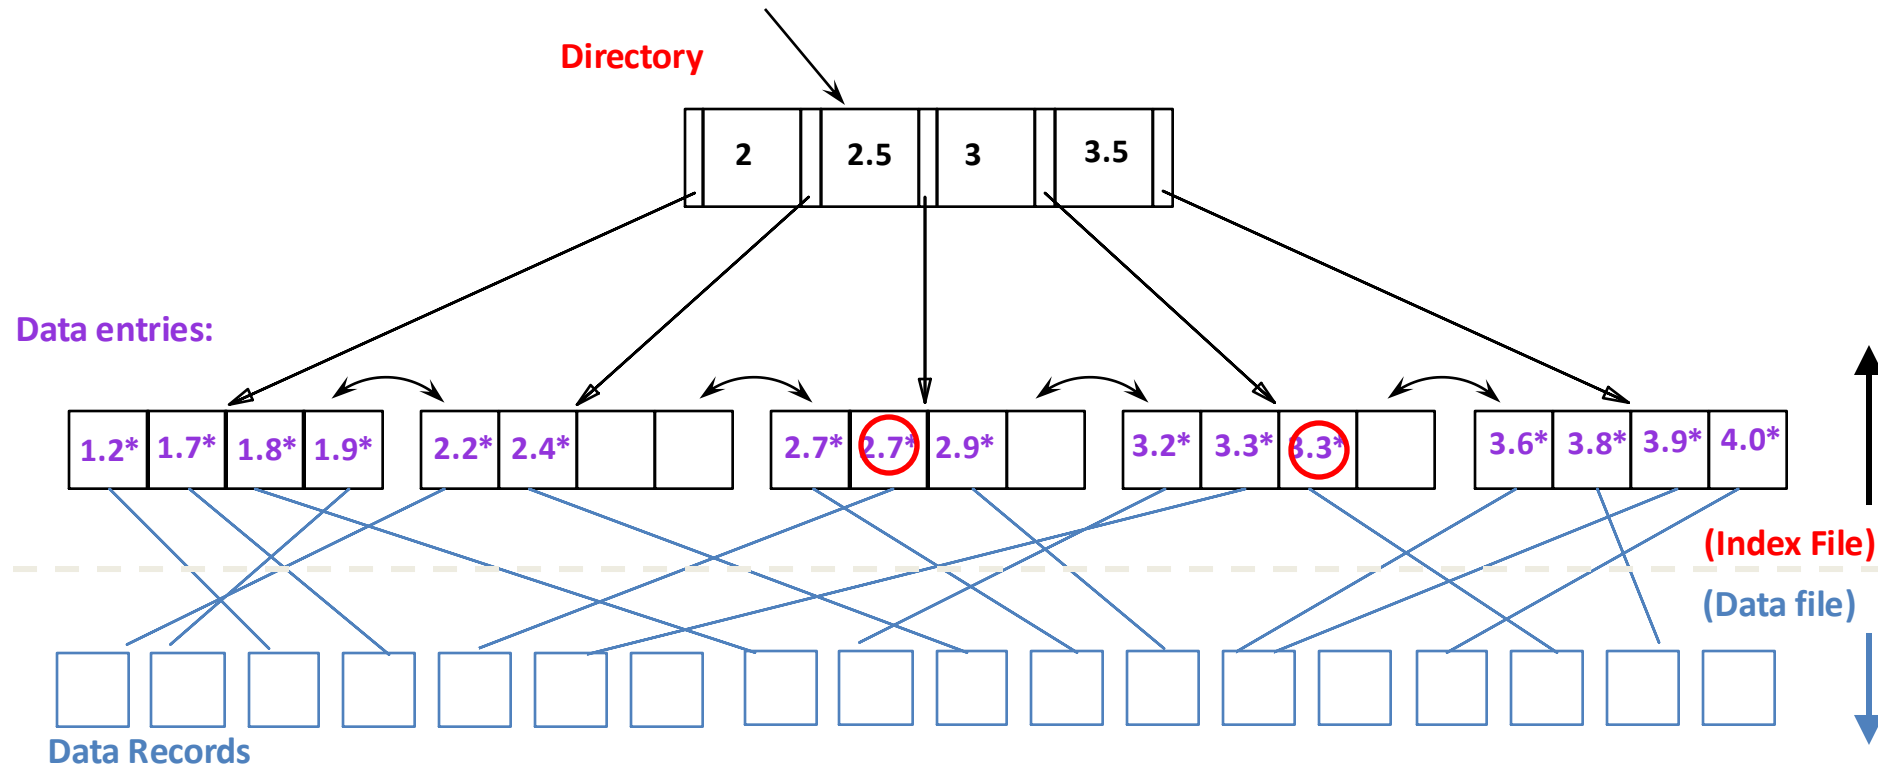 Directory
2 2.5 3 3.5
Data entries:
1.2* 1.7* 1.8* 1.9* 2.2* 2.4* 2.7* 2.7* 2.9* 3.2* 3.3* 3.3* 3.6* 3.8* 3.9* 4.0*
(Index File)
(Data file)
Data Records